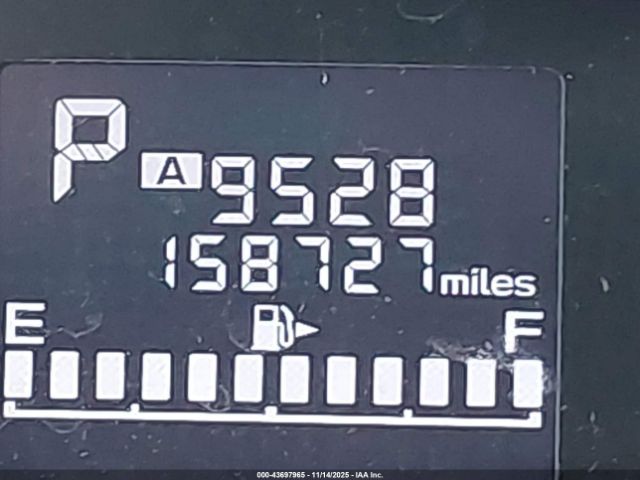 P
A 9528
158727 miles
E F
000-43697965 - 11/14/2025 - IAA Inc.